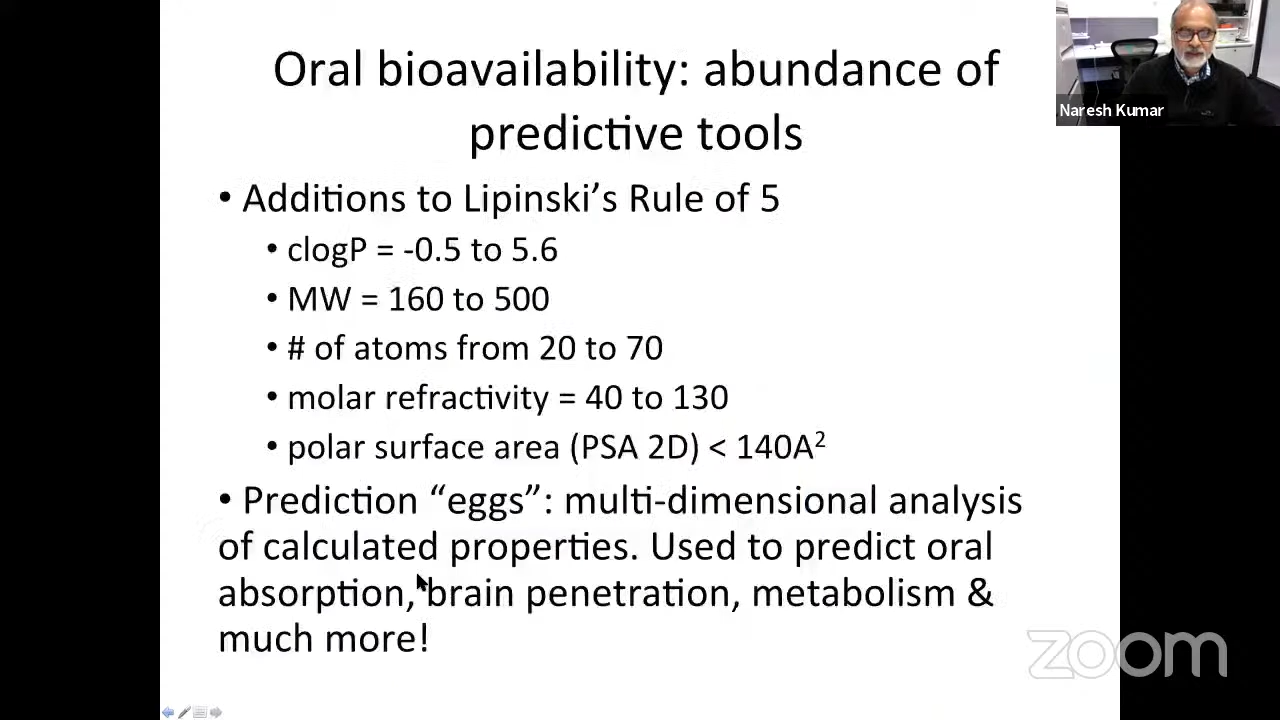 Oral bioavailability: abundance of
predictive tools
• Additions to Lipinski’s Rule of 5
• clogP = -0.5 to 5.6
• MW = 160 to 500
• # of atoms from 20 to 70
• molar refractivity = 40 to 130
• polar surface area (PSA 2D) < 140A²
• Prediction “eggs”: multi-dimensional analysis
of calculated properties. Used to predict oral
absorption, brain penetration, metabolism &
much more!
Naresh Kumar
zoom